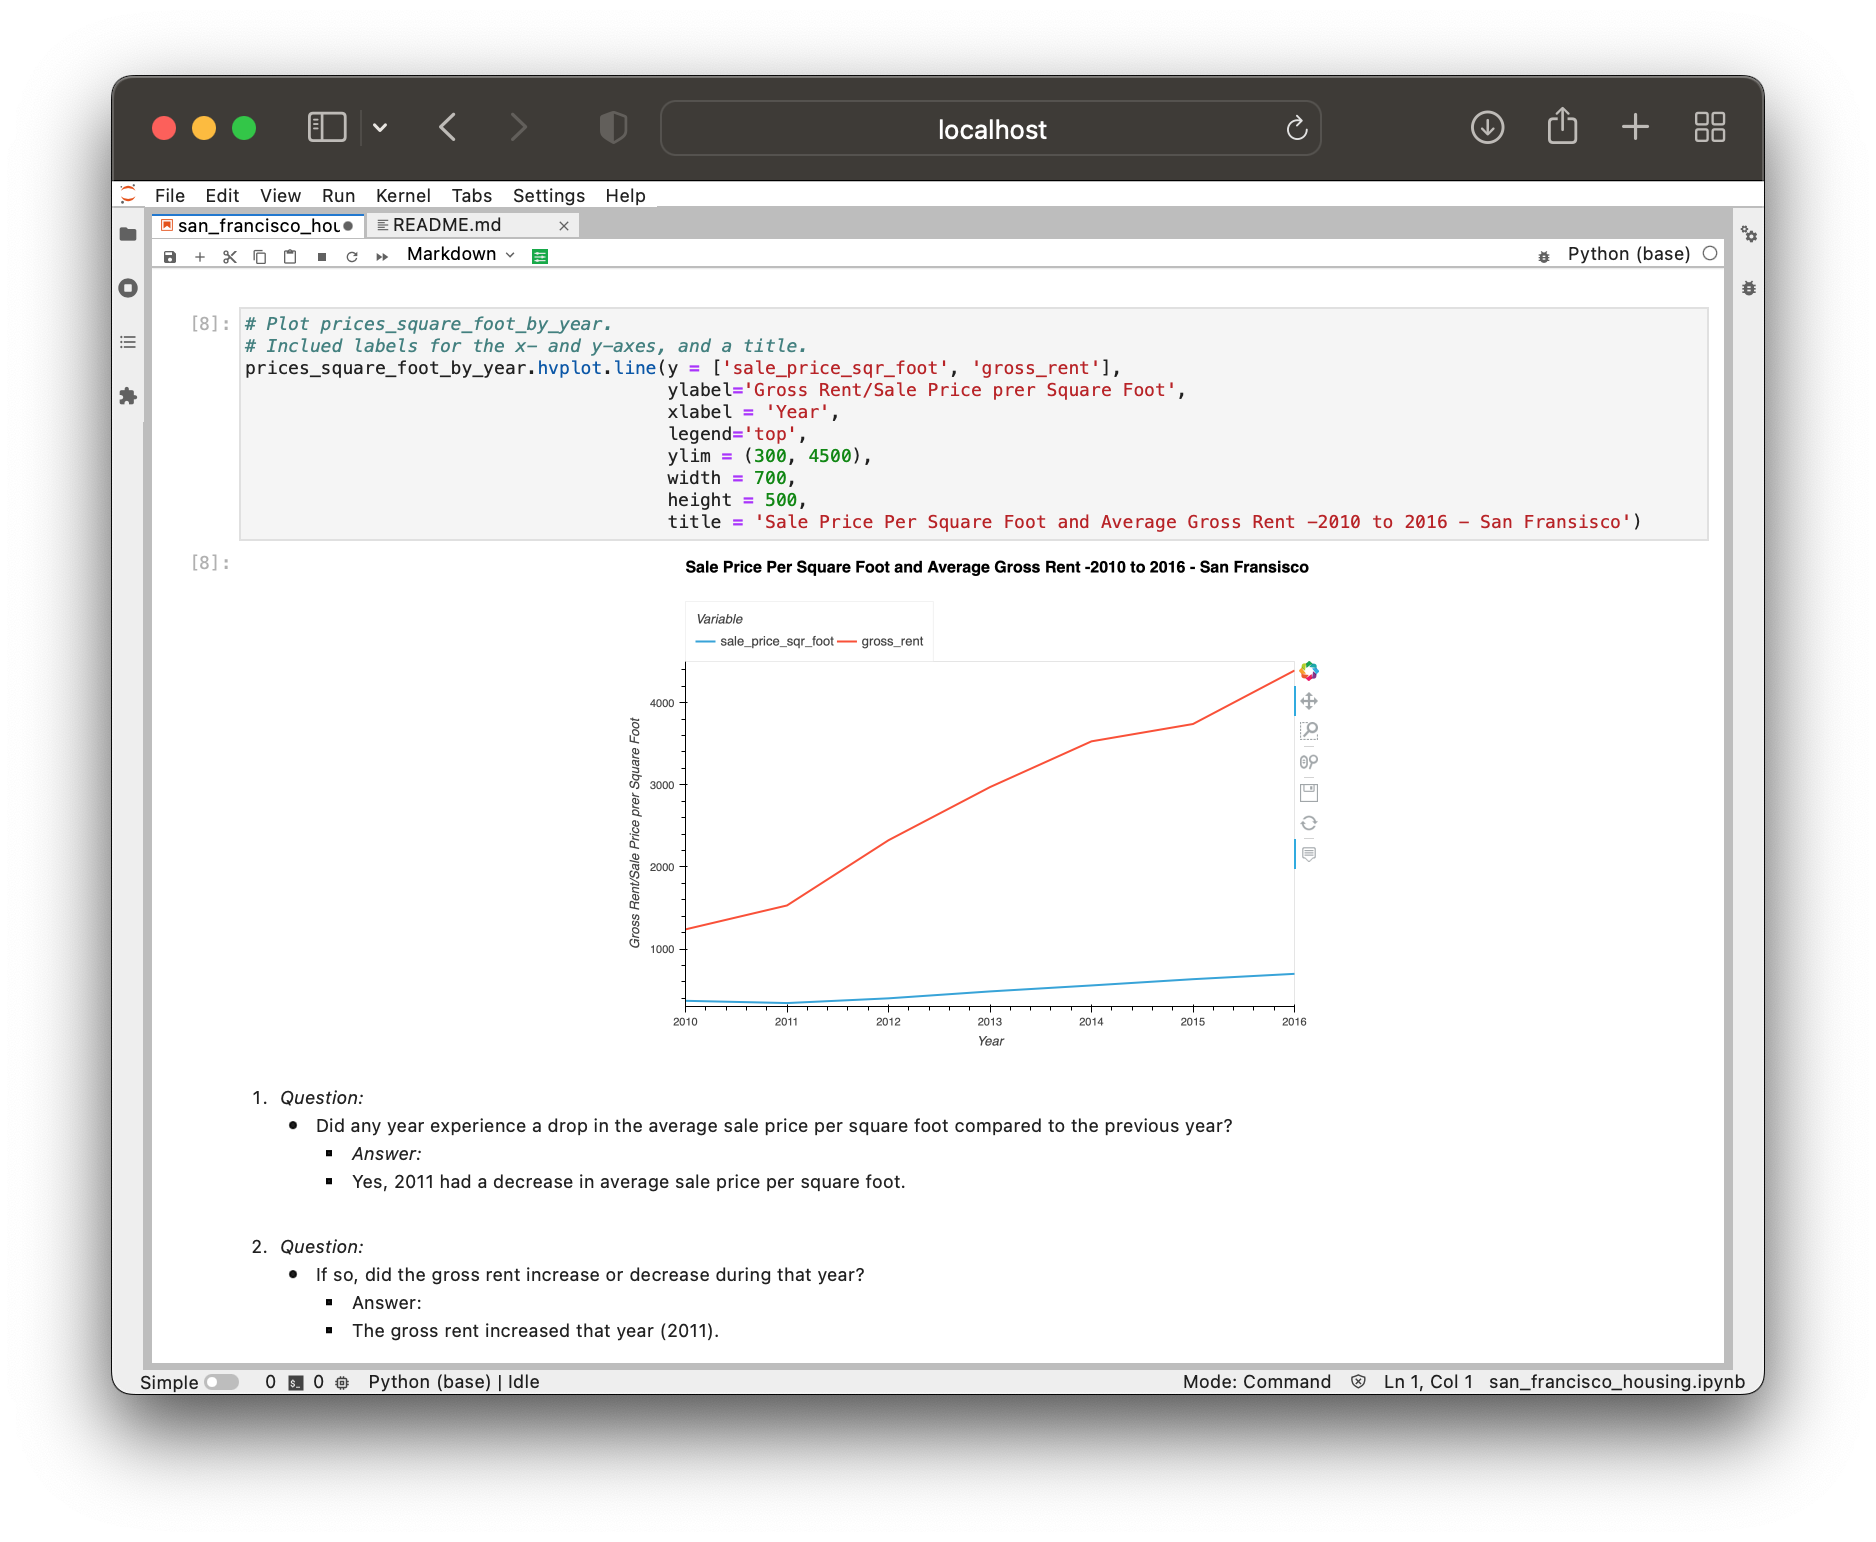 localhost
File Edit View Run Kernel Tabs Settings Help
san_francisco_hou README.md
Markdown Python (base)
[8]:
# Plot prices_square_foot_by_year.
# Inclued labels for the x- and y-axes, and a title.
prices_square_foot_by_year.hvplot.line(y = ['sale_price_sqr_foot', 'gross_rent'],
ylabel='Gross Rent/Sale Price prer Square Foot',
xlabel = 'Year',
legend='top',
ylim = (300, 4500),
width = 700,
height = 500,
title = 'Sale Price Per Square Foot and Average Gross Rent -2010 to 2016 - San Fransisco')
[8]:
Sale Price Per Square Foot and Average Gross Rent -2010 to 2016 - San Fransisco
Variable
sale_price_sqr_foot gross_rent
4000
3000
2000
1000
Gross Rent/Sale Price prer Square Foot
2010 2011 2012 2013 2014 2015 2016
Year
1. Question:
Did any year experience a drop in the average sale price per square foot compared to the previous year?
Answer:
Yes, 2011 had a decrease in average sale price per square foot.
2. Question:
If so, did the gross rent increase or decrease during that year?
Answer:
The gross rent increased that year (2011).
Simple 0 $_ 0 Python (base) | Idle Mode: Command Ln 1, Col 1 san_francisco_housing.ipynb